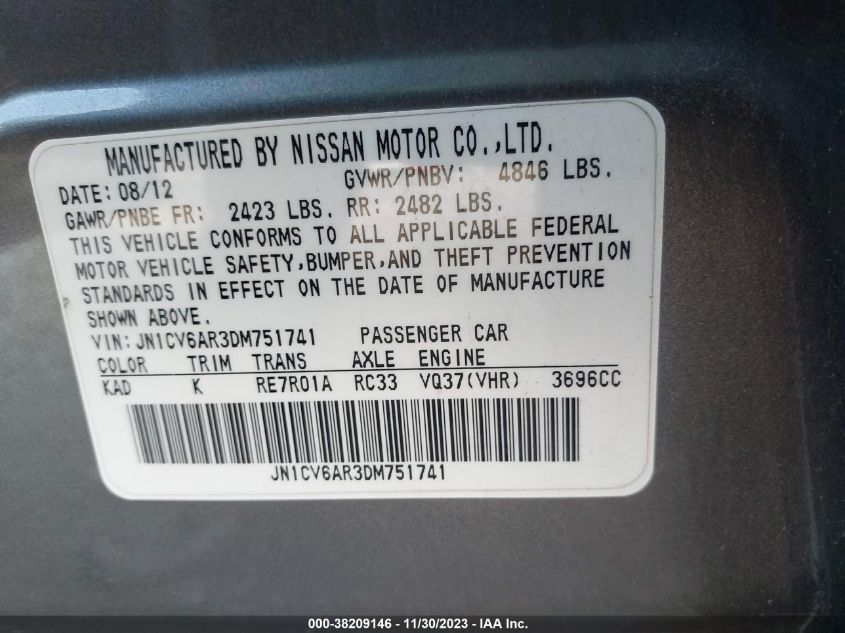 MANUFACTURED BY NISSAN MOTOR CO.,LTD.
DATE: 08/12 GVWR/PNBV: 4846 LBS.
GAWR/PNBE FR: 2423 LBS. RR: 2482 LBS.
THIS VEHICLE CONFORMS TO ALL APPLICABLE FEDERAL
MOTOR VEHICLE SAFETY,BUMPER,AND THEFT PREVENTION
STANDARDS IN EFFECT ON THE DATE OF MANUFACTURE
SHOWN ABOVE.
VIN: JN1CV6AR3DM751741 PASSENGER CAR
COLOR TRIM TRANS AXLE ENGINE
KAD K RE7R01A RC33 VQ37(VHR) 3696CC
JN1CV6AR3DM751741
000-38209146 - 11/30/2023 - IAA Inc.